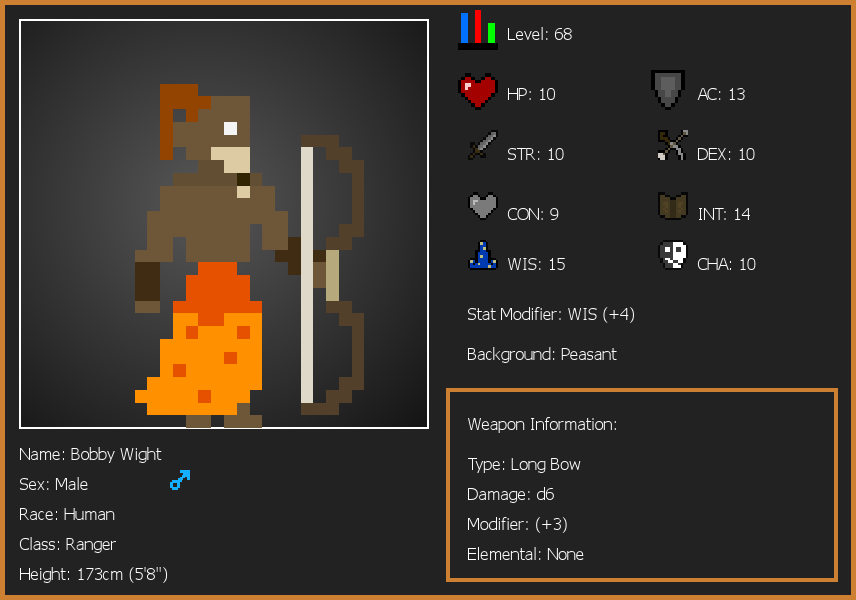 Level: 68
HP: 10
AC: 13
STR: 10
DEX: 10
CON: 9
INT: 14
WIS: 15
CHA: 10
Stat Modifier: WIS (+4)
Background: Peasant
Weapon Information:
Type: Long Bow
Damage: d6
Modifier: (+3)
Elemental: None
Name: Bobby Wight
Sex: Male
Race: Human
Class: Ranger
Height: 173cm (5'8")